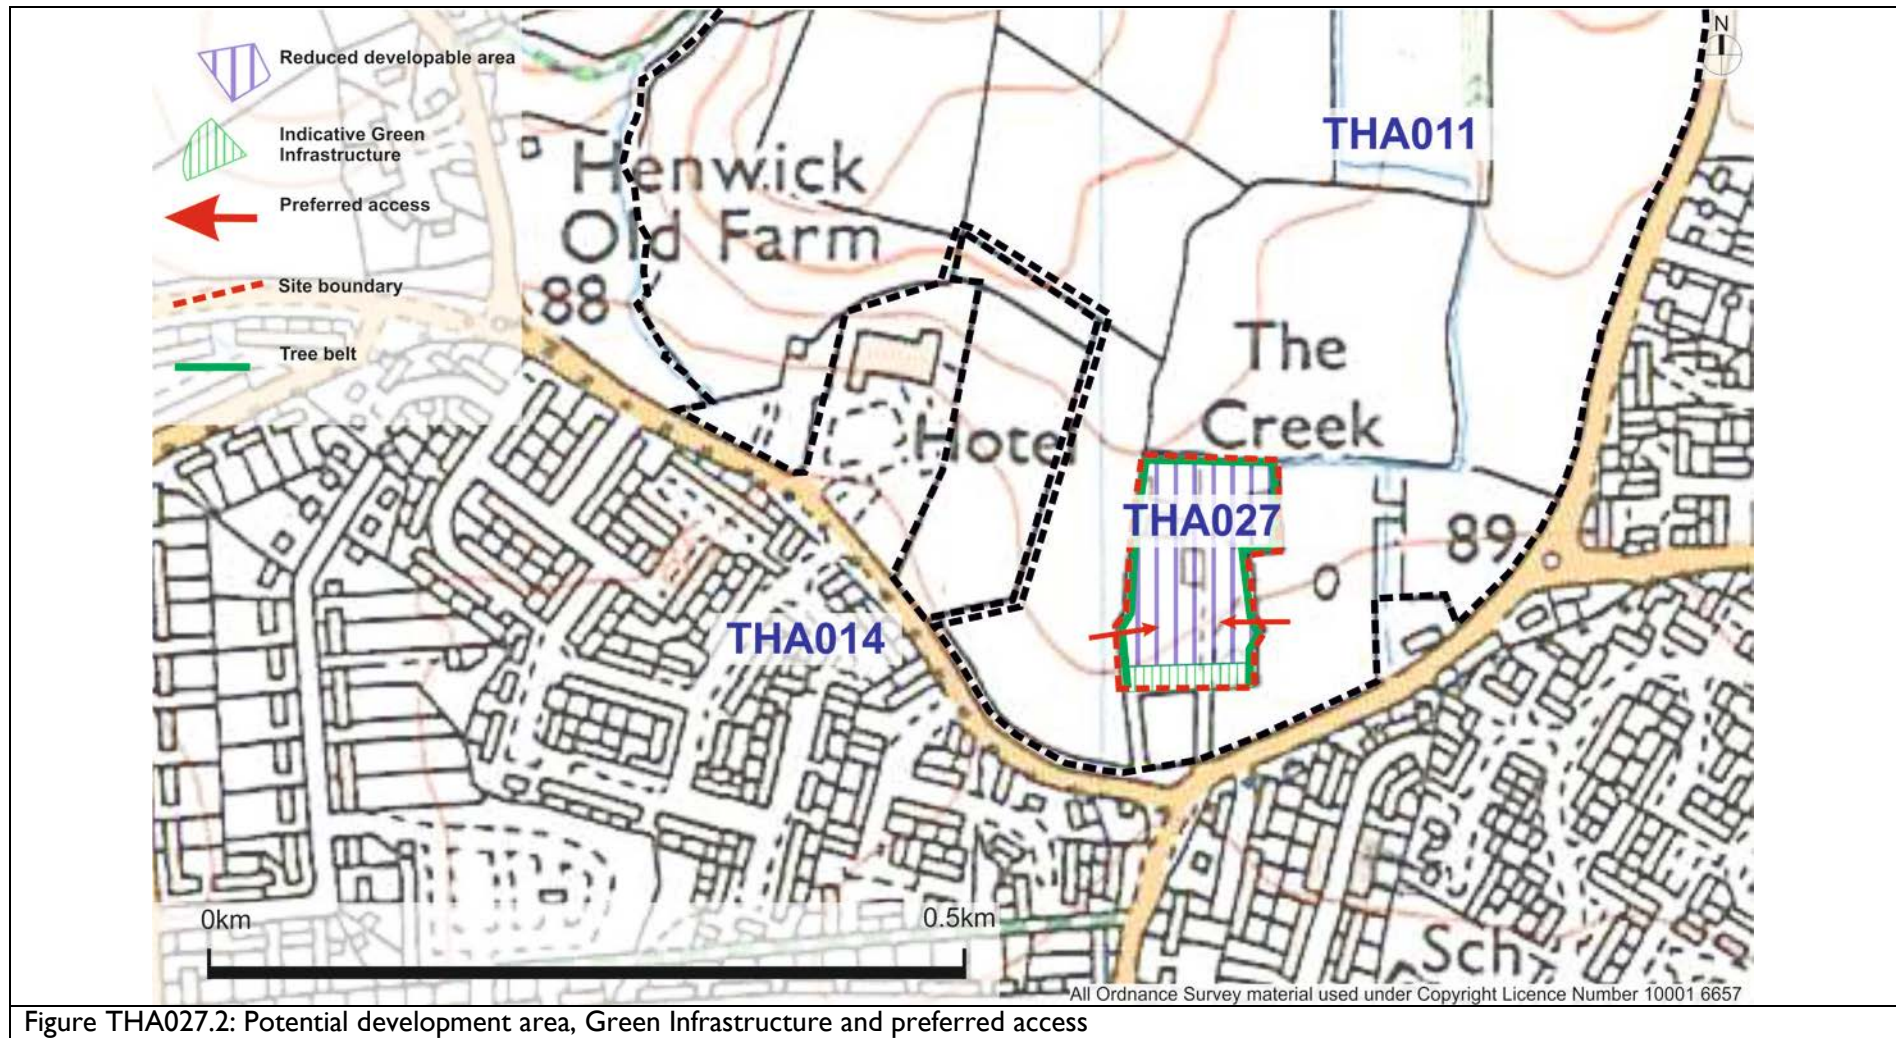 Reduced developable area
Indicative Green
Infrastructure
Preferred access
Site boundary
Tree belt
N
THA011
Henwick
Old Farm
88
The
Creek
Hotel
THA027
89
THA014
0km
0.5km
Sch
All Ordnance Survey material used under Copyright Licence Number 10001 6657
Figure THA027.2: Potential development area, Green Infrastructure and preferred access